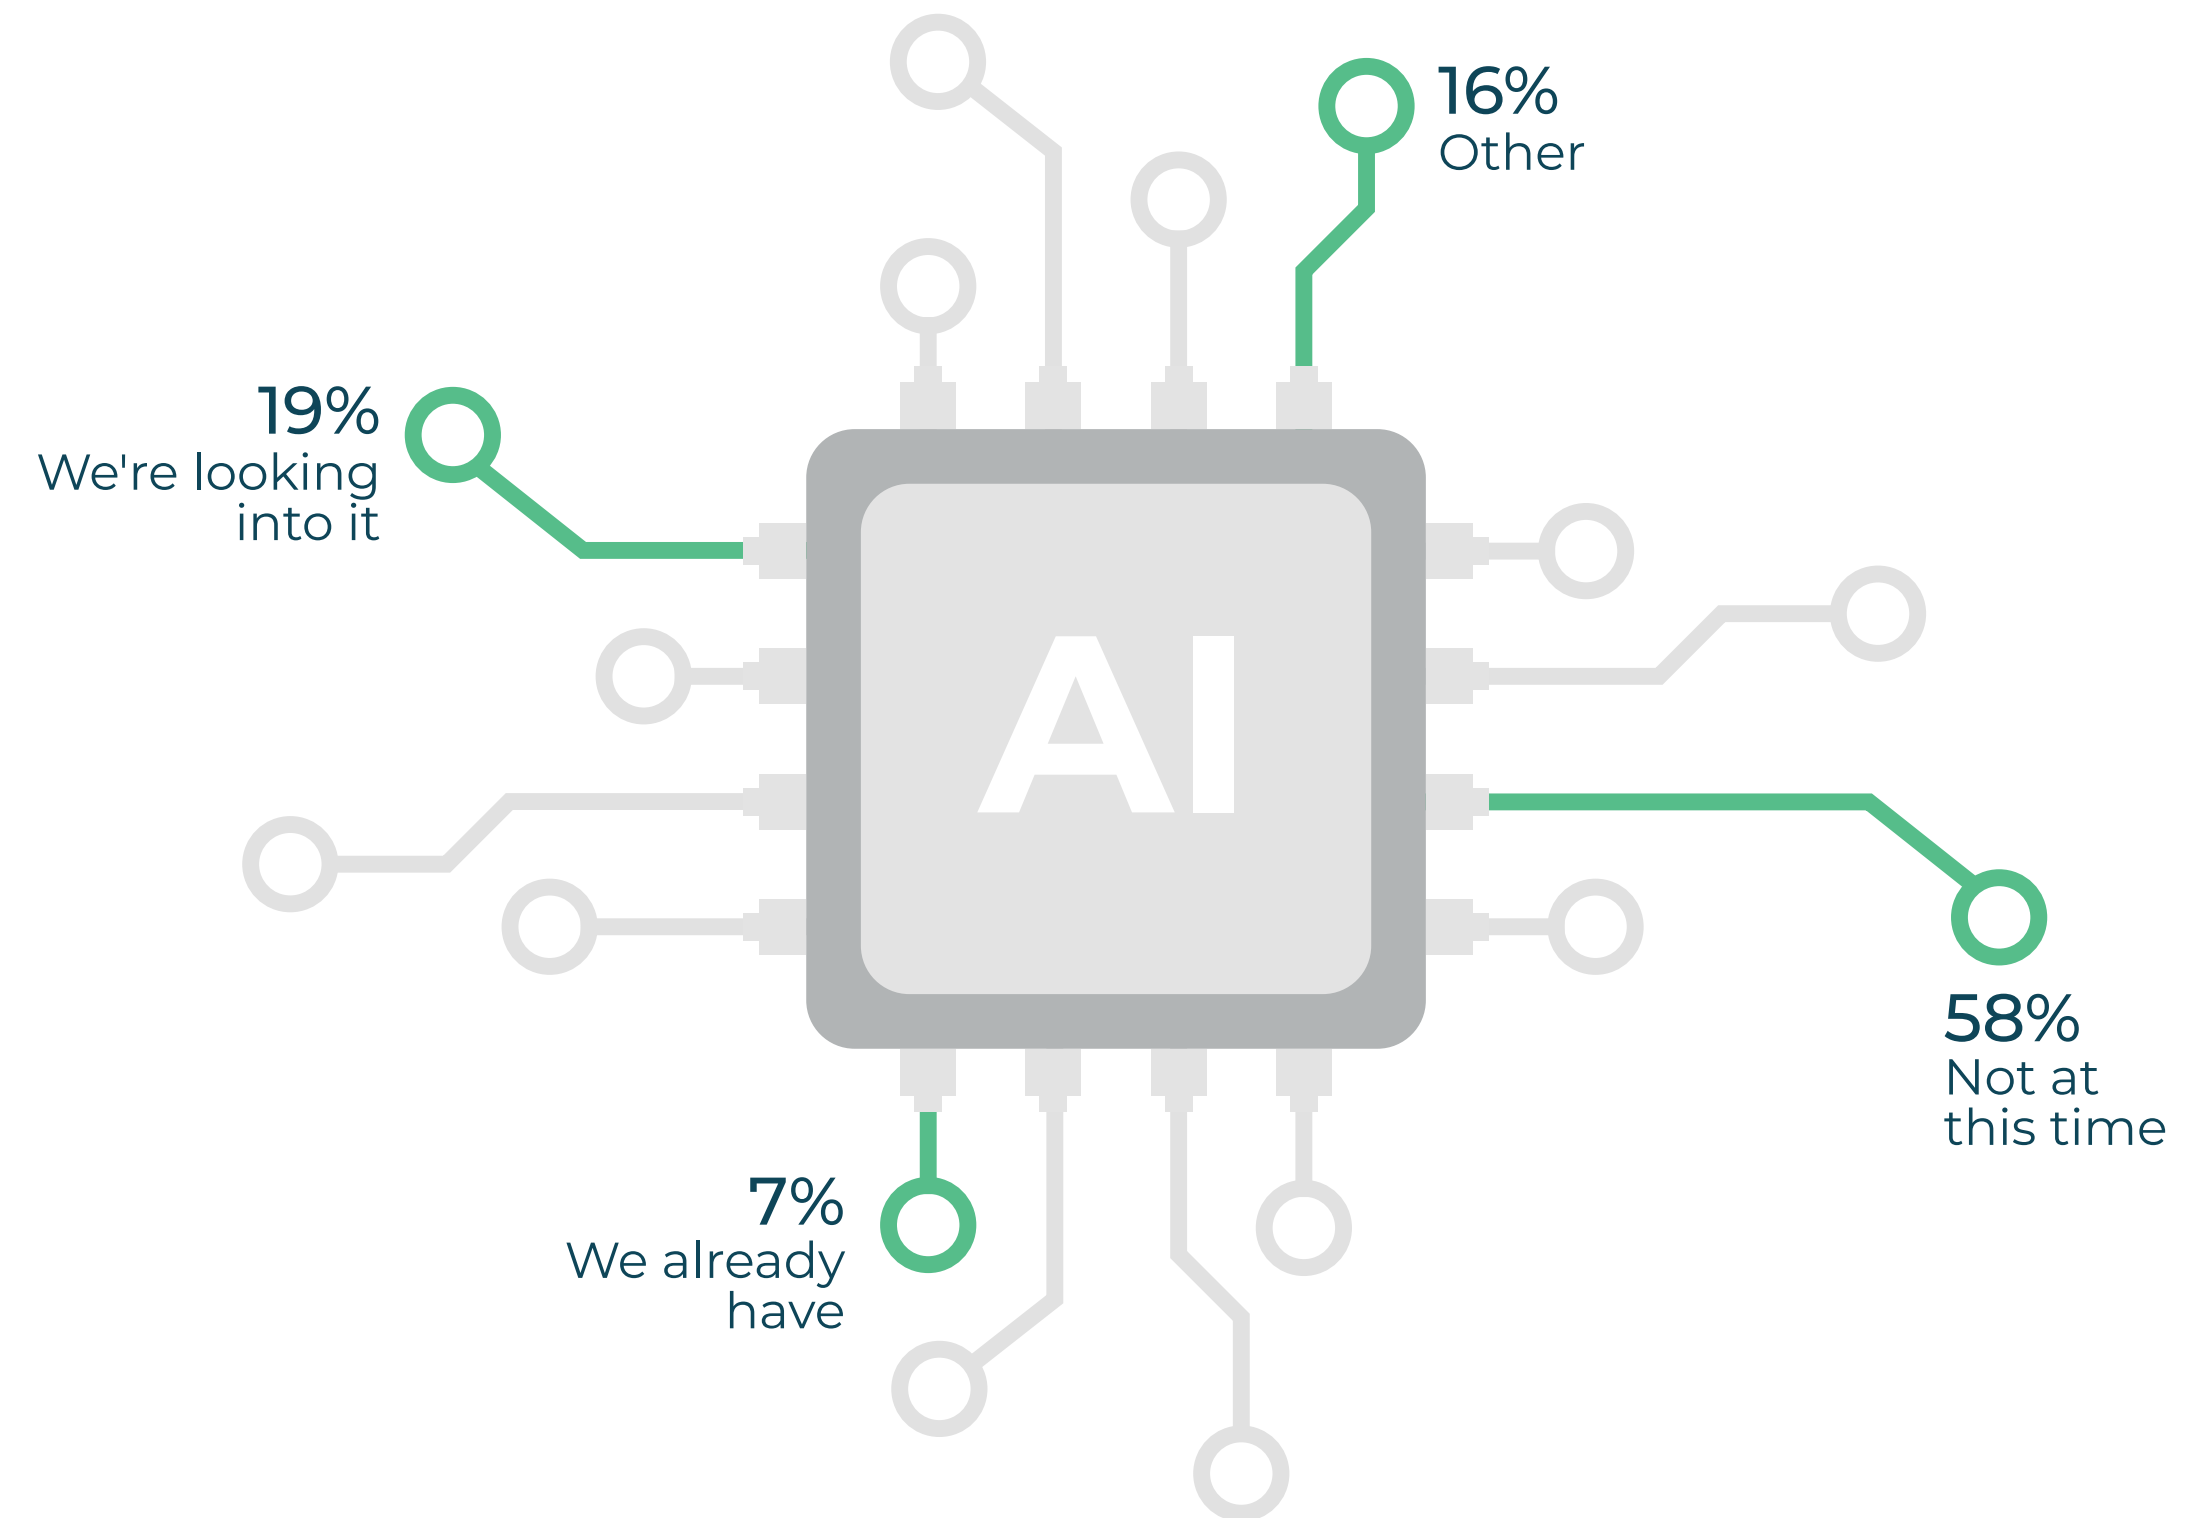 16%
Other
19%
We're looking
into it
AI
58%
Not at
this time
7%
We already
have